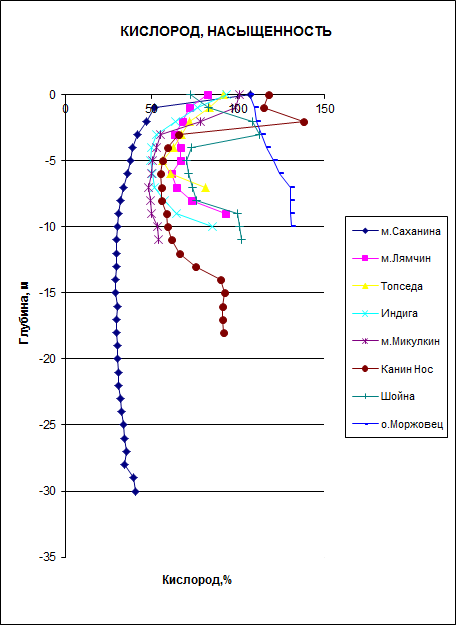 КИСЛОРОД, НАСЫЩЕННОСТЬ
0 50 100 150
0
-5
-10
-15
-20
-25
-30
-35
Глубина, м
Кислород,%
м.Саханина
м.Лямчин
Топседа
Индига
м.Микулкин
Канин Нос
Шойна
о.Моржовец